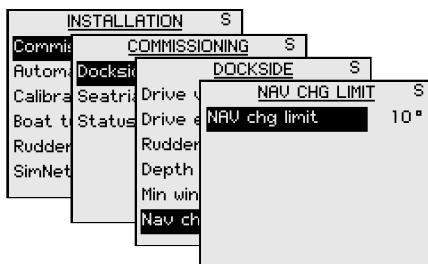 INSTALLATION S
Commis
Automa
Calibra
Boat t
Rudder
SimNet
COMMISSIONING S
Docksid
Seatria
Status
DOCKSIDE S
Drive v
Drive e
Rudder
Depth
Min win
Nav ch
NAV CHG LIMIT S
NAV chg limit 10°